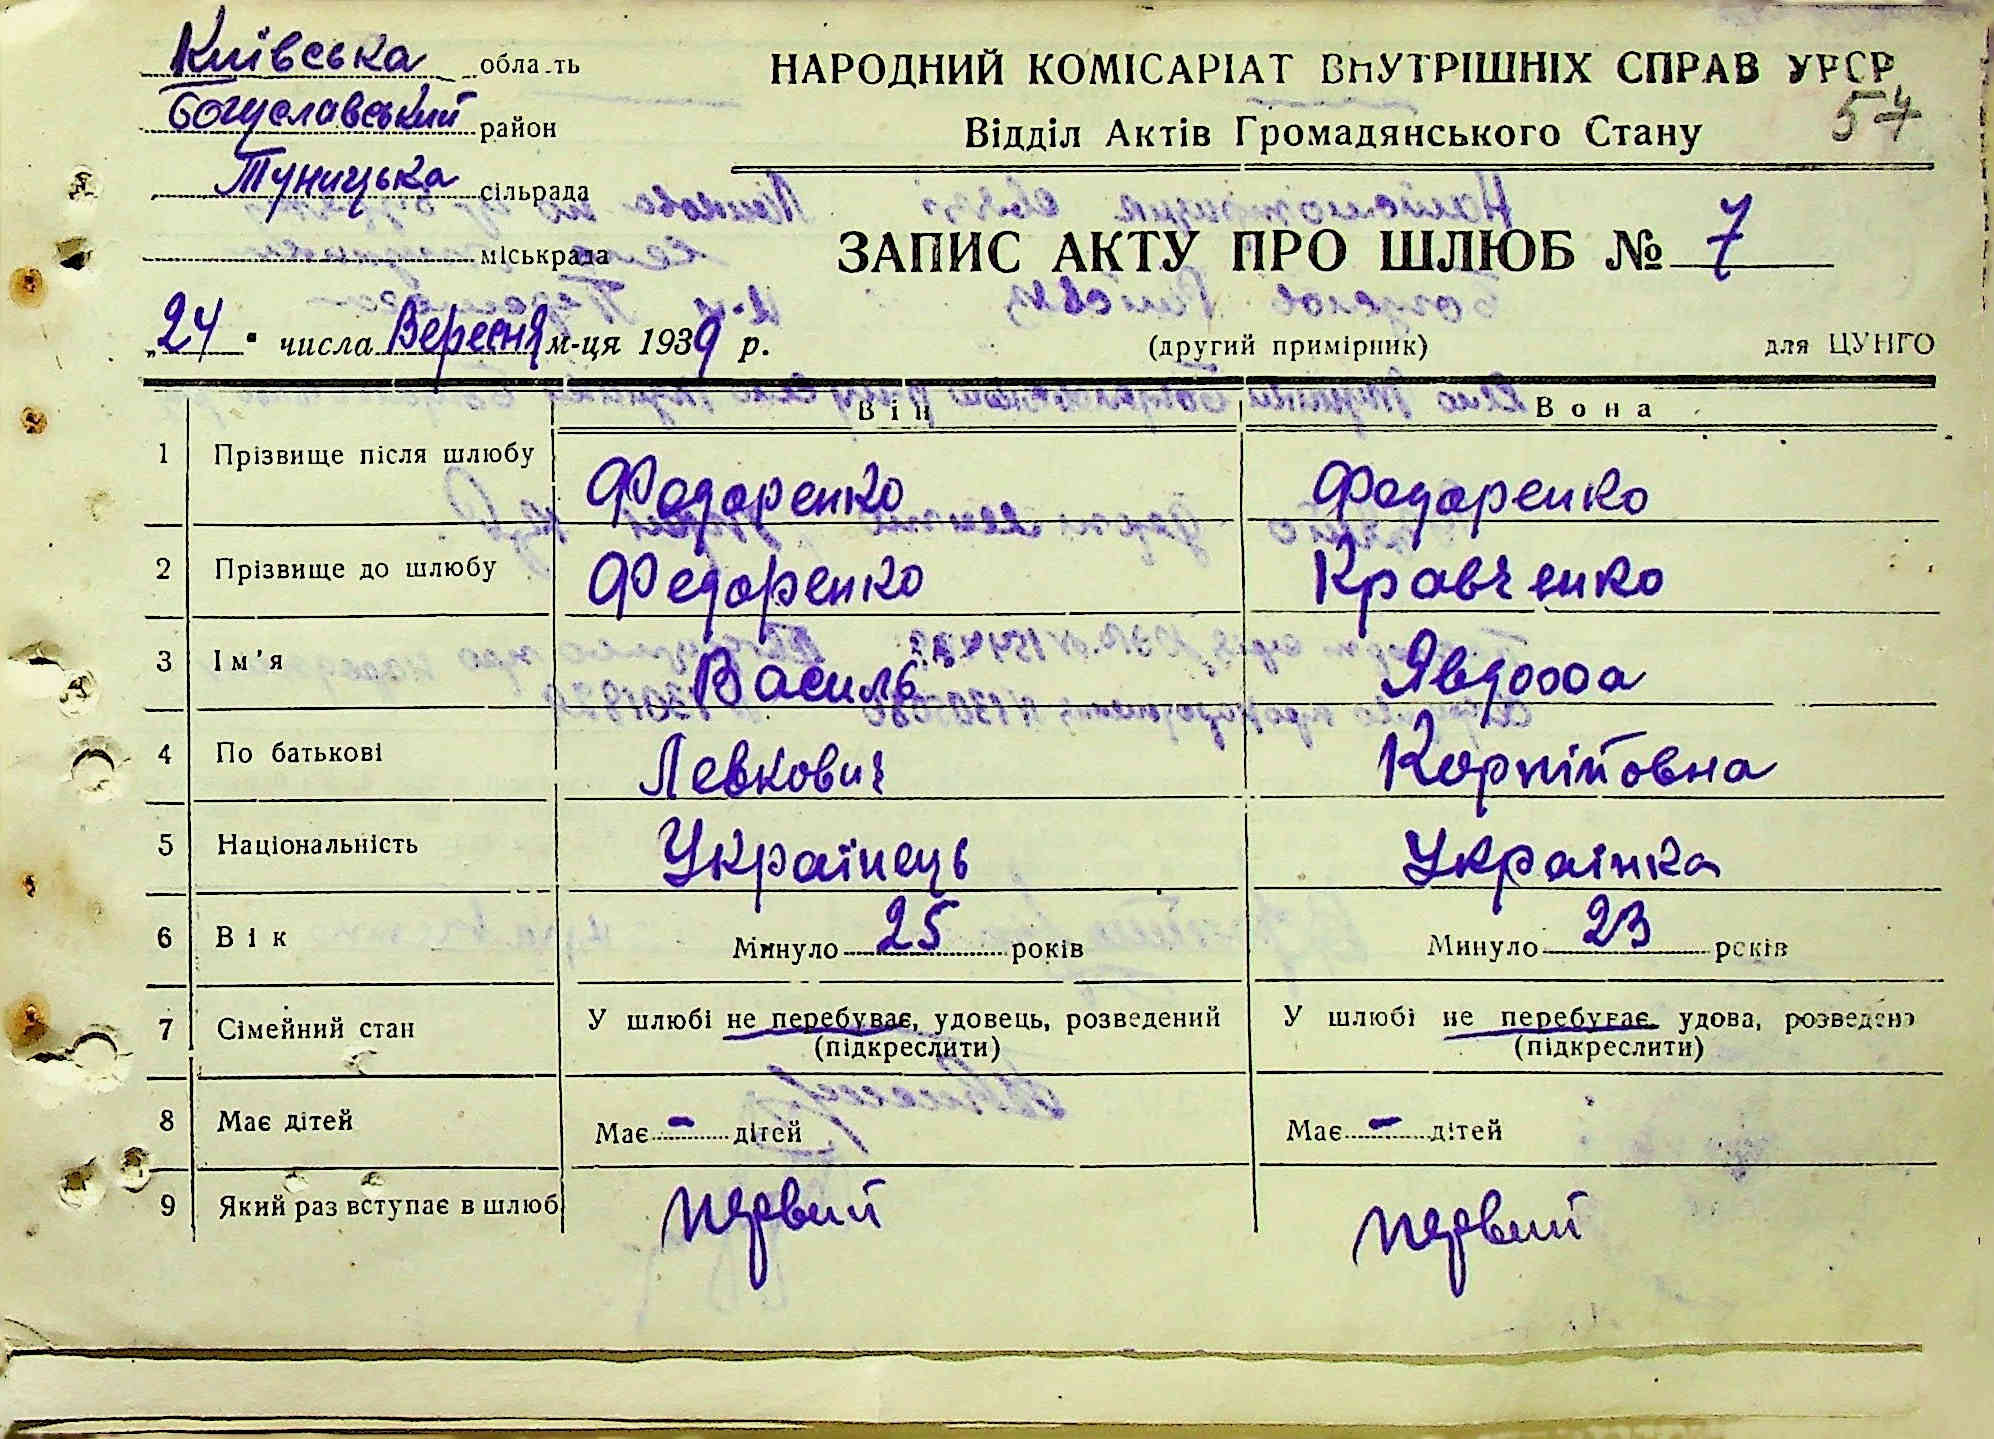 Київська область
Богуславський район
Туницька сільрада
міськрада
НАРОДНИЙ КОМІСАРІАТ ВНУТРІШНІХ СПРАВ УРСР
57
Відділ Актів Громадянського Стану
ЗАПИС АКТУ ПРО ШЛЮБ № 7
„24" числа Вересня м-ця 1939 р.
(другий примірник)
для ЦУНГО
Він Вона
1 Прізвище після шлюбу Федоренко Федоренко
2 Прізвище до шлюбу Федоренко Кравченко
3 Ім'я Василь Явдоха
4 По батькові Левкович Корпійовна
5 Національність Українець Українка
6 Вік Минуло 25 років Минуло 23 років
7 Сімейний стан У шлюбі не перебуває, удовець, розведений (підкреслити) У шлюбі не перебуває, удова, розведена (підкреслити)
8 Має дітей Має - дітей Має - дітей
9 Який раз вступає в шлюб первий первий